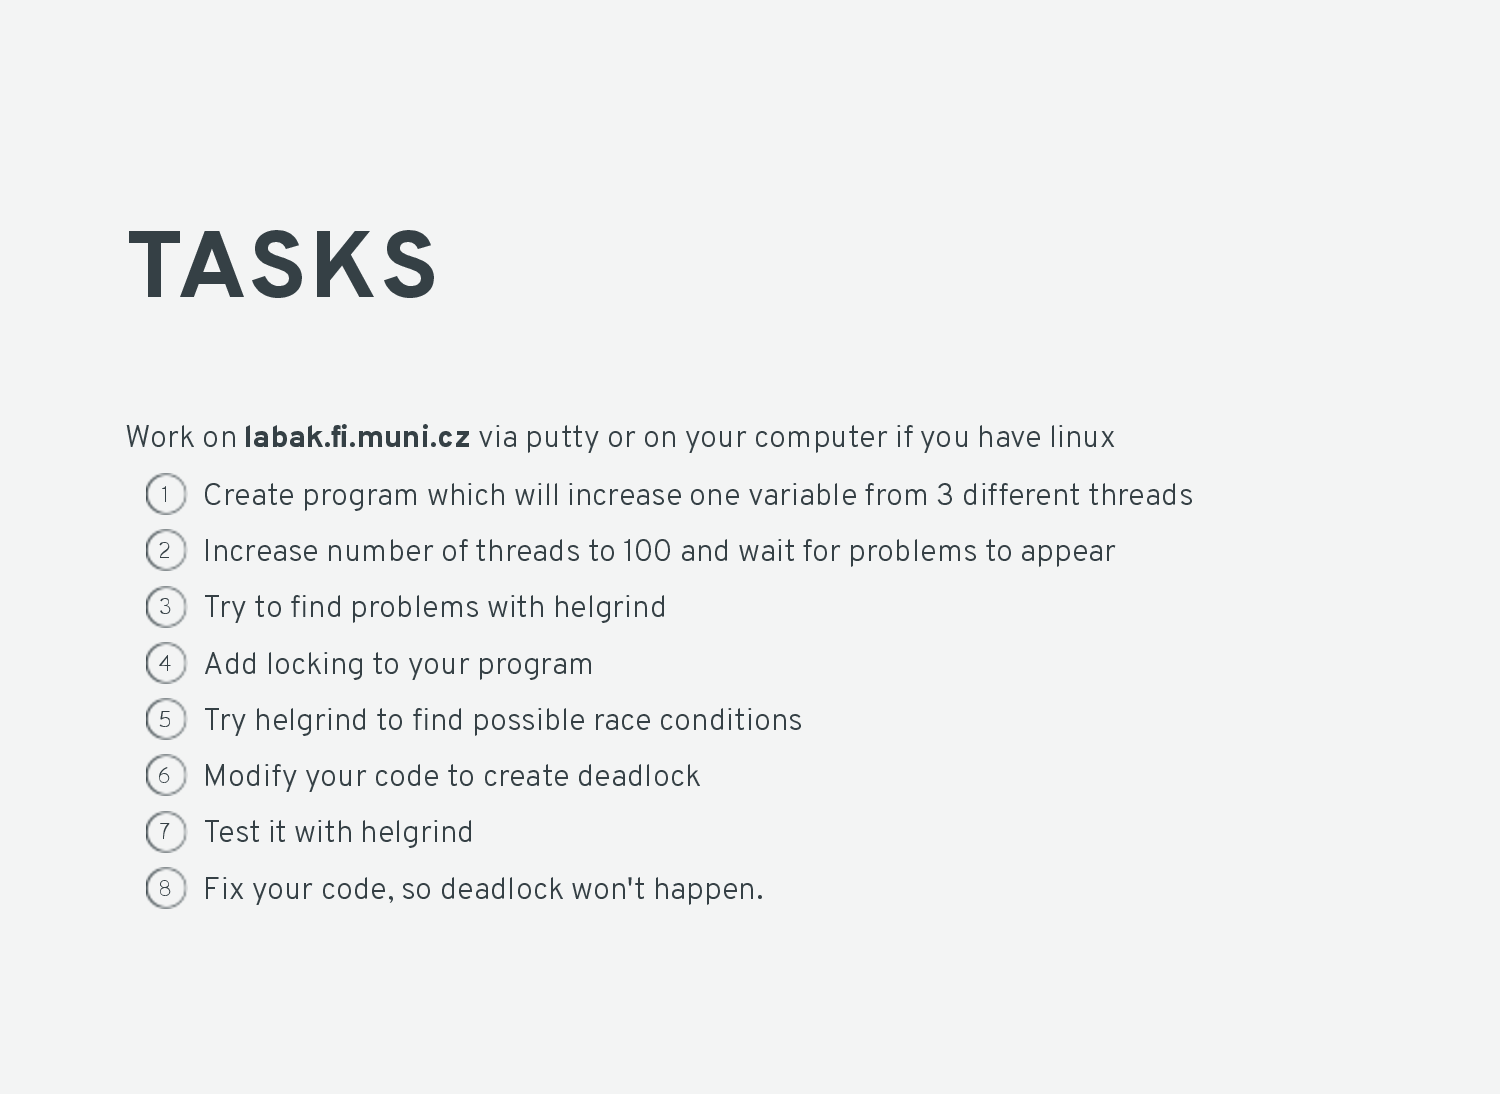 TASKS
Work on labak.fi.muni.cz via putty or on your computer if you have linux
1 Create program which will increase one variable from 3 different threads
2 Increase number of threads to 100 and wait for problems to appear
3 Try to find problems with helgrind
4 Add locking to your program
5 Try helgrind to find possible race conditions
6 Modify your code to create deadlock
7 Test it with helgrind
8 Fix your code, so deadlock won't happen.